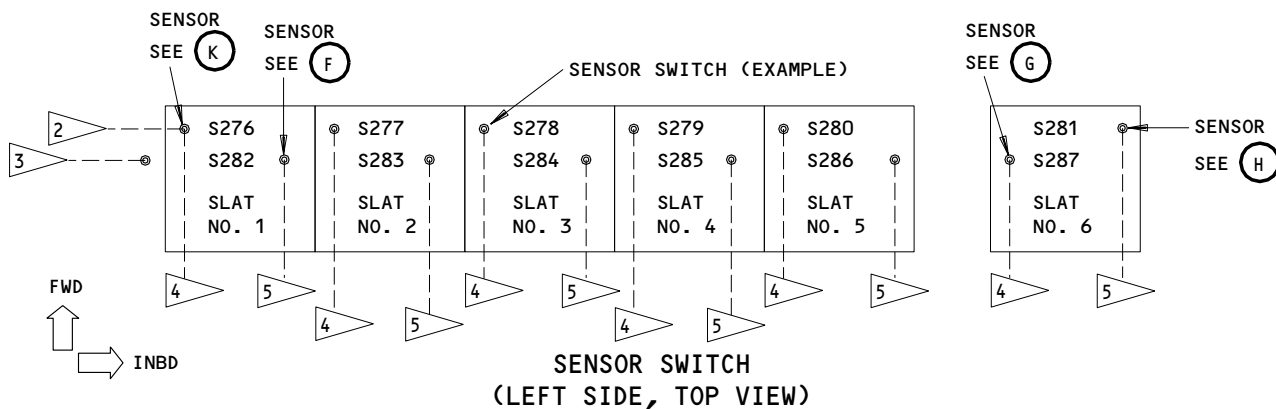 SENSOR
SEE K
SENSOR
SEE F
SENSOR SWITCH (EXAMPLE)
SENSOR
SEE G
2
3
S276
S282
SLAT
NO. 1
S277
S283
SLAT
NO. 2
S278
S284
SLAT
NO. 3
S279
S285
SLAT
NO. 4
S280
S286
SLAT
NO. 5
S281
S287
SLAT
NO. 6
SENSOR
SEE H
4
5
4
5
4
5
4
5
4
5
4
5
FWD
INBD
SENSOR SWITCH
(LEFT SIDE, TOP VIEW)